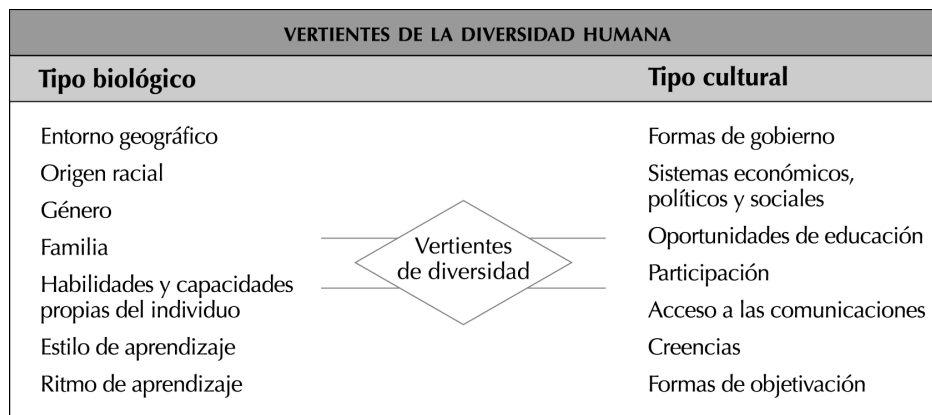 VERTIENTES DE LA DIVERSIDAD HUMANA
Tipo biológico
Entorno geográfico
Origen racial
Género
Familia
Habilidades y capacidades
propias del individuo
Estilo de aprendizaje
Ritmo de aprendizaje
Vertientes
de diversidad
Tipo cultural
Formas de gobierno
Sistemas económicos,
políticos y sociales
Oportunidades de educación
Participación
Acceso a las comunicaciones
Creencias
Formas de objetivación